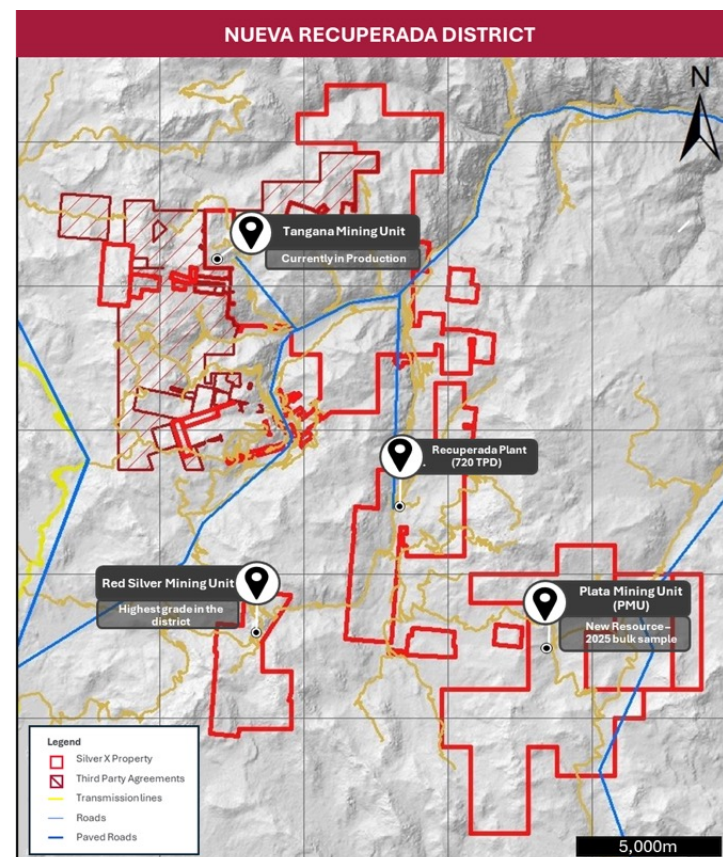 NUEVA RECUPERADA DISTRICT
N
Tangana Mining Unit
Currently in Production
Recuperada Plant
(720 TPD)
Red Silver Mining Unit
Highest grade in the
district
Plata Mining Unit
(PMU)
New Resource –
2025 bulk sample
Legend
Silver X Property
Third Party Agreements
Transmission lines
Roads
Paved Roads
5,000m